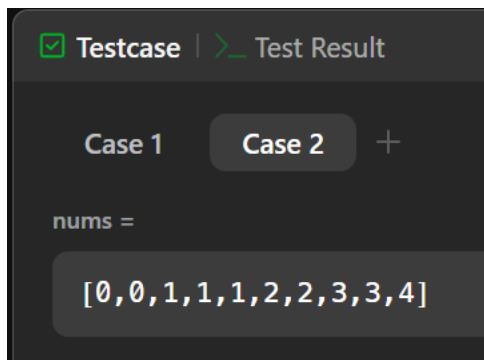 Testcase | >_ Test Result
Case 1 Case 2 +
nums =
[0,0,1,1,1,2,2,3,3,4]